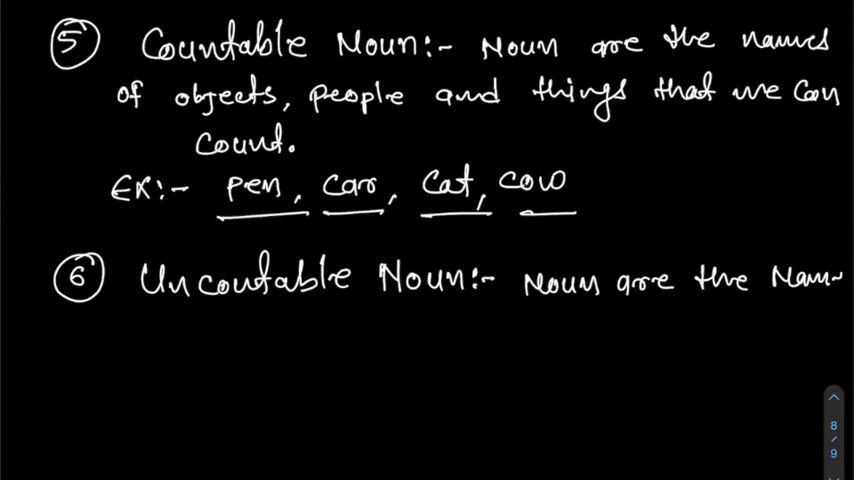 ⑤ Countable Noun:- Noun are the names
of objects, people and things that we can
count.
Ex:- pen, car, cat, cow
⑥ Uncoutable Noun:- Noun are the Nam
8
/
9